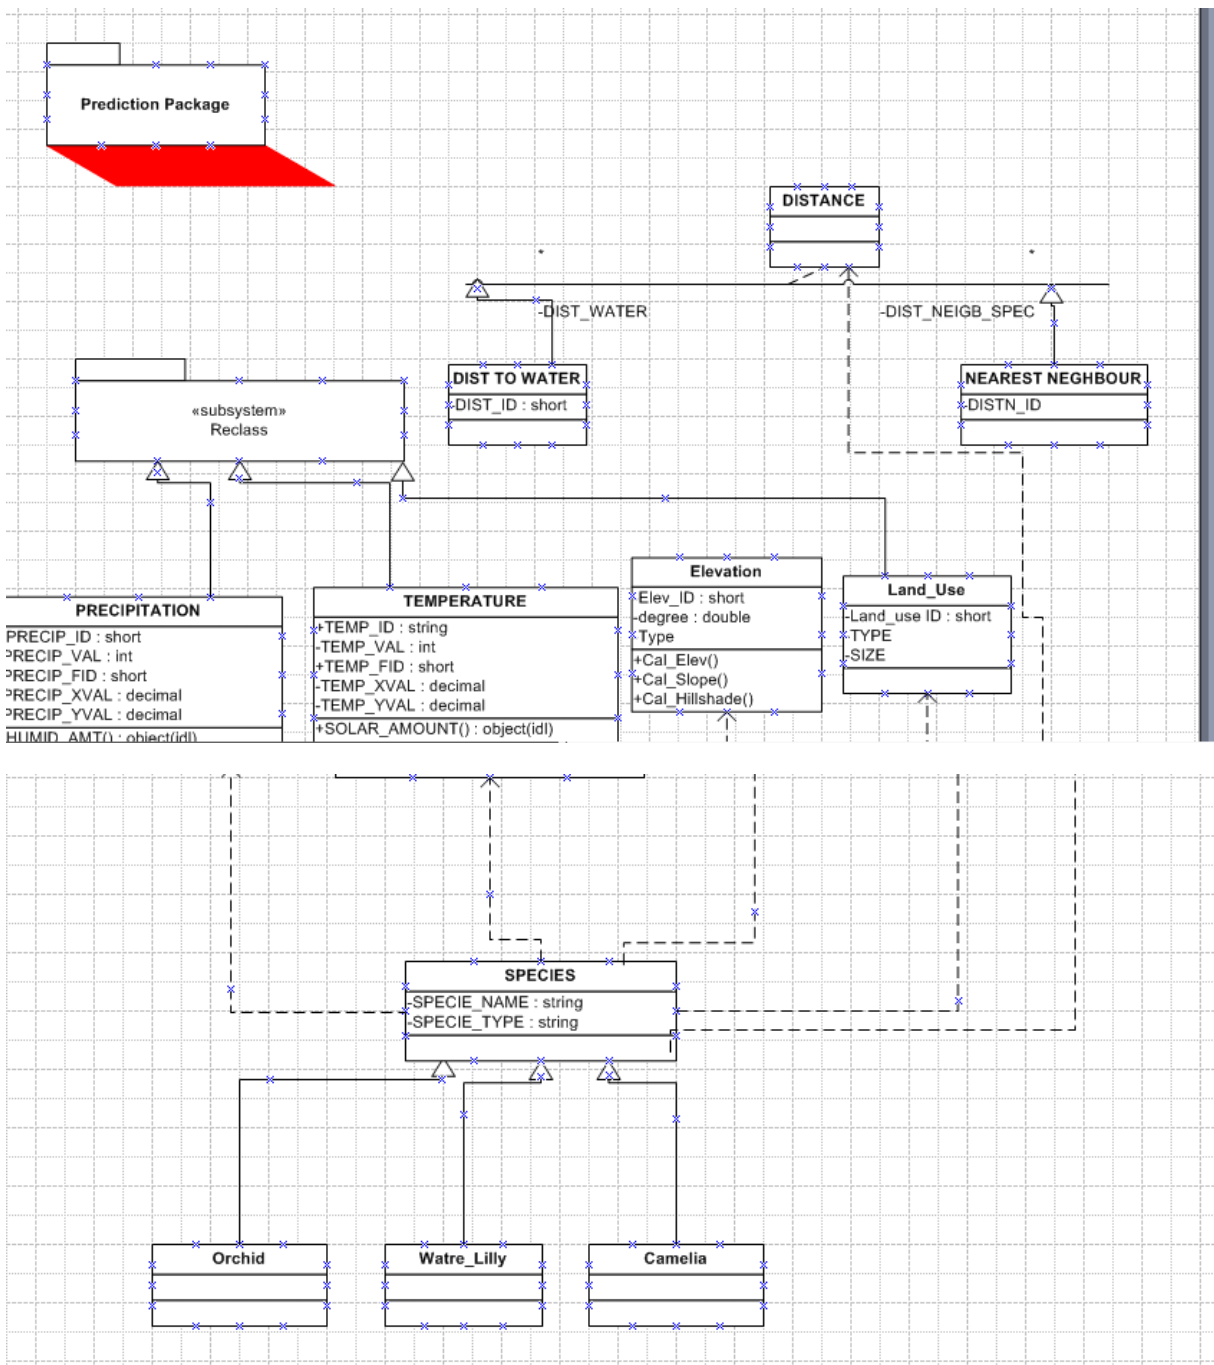 Prediction Package
DISTANCE
*
*
-DIST_WATER
-DIST_NEIGB_SPEC
DIST TO WATER
-DIST_ID : short
NEAREST NEGHBOUR
-DISTN_ID
«subsystem»
Reclass
PRECIPITATION
PRECIP_ID : short
PRECIP_VAL : int
PRECIP_FID : short
PRECIP_XVAL : decimal
PRECIP_YVAL : decimal
HUMID_AMT() : object(idl)
TEMPERATURE
+TEMP_ID : string
-TEMP_VAL : int
+TEMP_FID : short
-TEMP_XVAL : decimal
-TEMP_YVAL : decimal
+SOLAR_AMOUNT() : object(idl)
Elevation
-Elev_ID : short
-degree : double
-Type
+Cal_Elev()
+Cal_Slope()
+Cal_Hillshade()
Land_Use
-Land_use ID : short
-TYPE
-SIZE
SPECIES
-SPECIE_NAME : string
-SPECIE_TYPE : string
Orchid
Watre_Lilly
Camelia